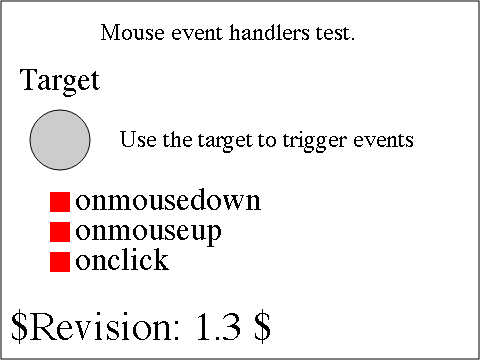 Mouse event handlers test.
Target
Use the target to trigger events
onmousedown
onmouseup
onclick
$Revision: 1.3 $